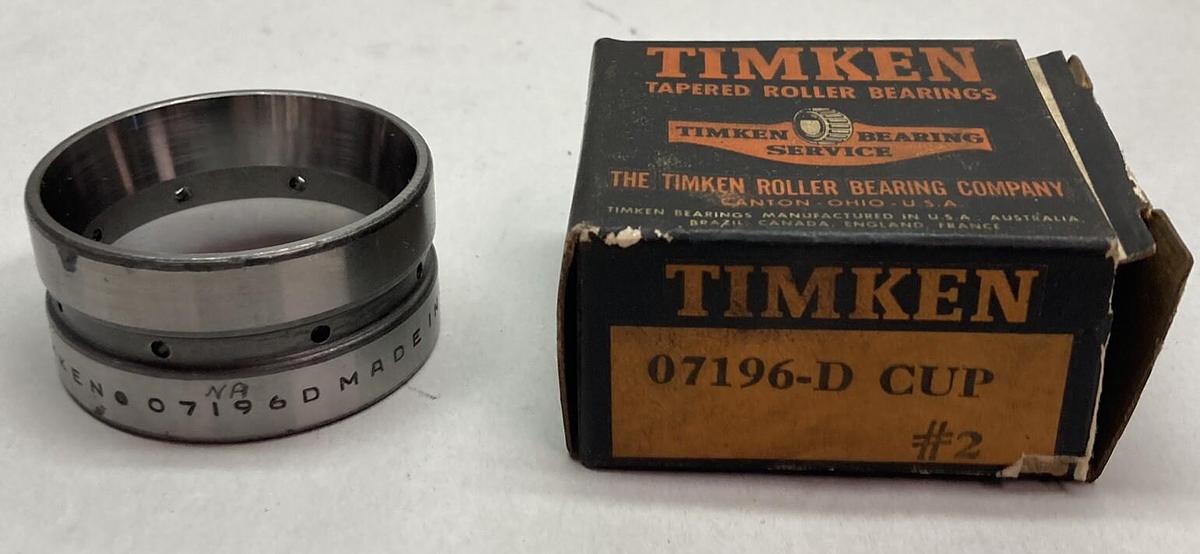 TIMKEN
TAPERED ROLLER BEARINGS
TIMKEN BEARING
SERVICE
THE TIMKEN ROLLER BEARING COMPANY
CANTON - OHIO - U.S.A.
TIMKEN BEARINGS MANUFACTURED IN U.S.A., AUSTRALIA,
BRAZIL, CANADA, ENGLAND, FRANCE
TIMKEN
07196-D CUP
#2
NA
KEN® 07196D MADE IN